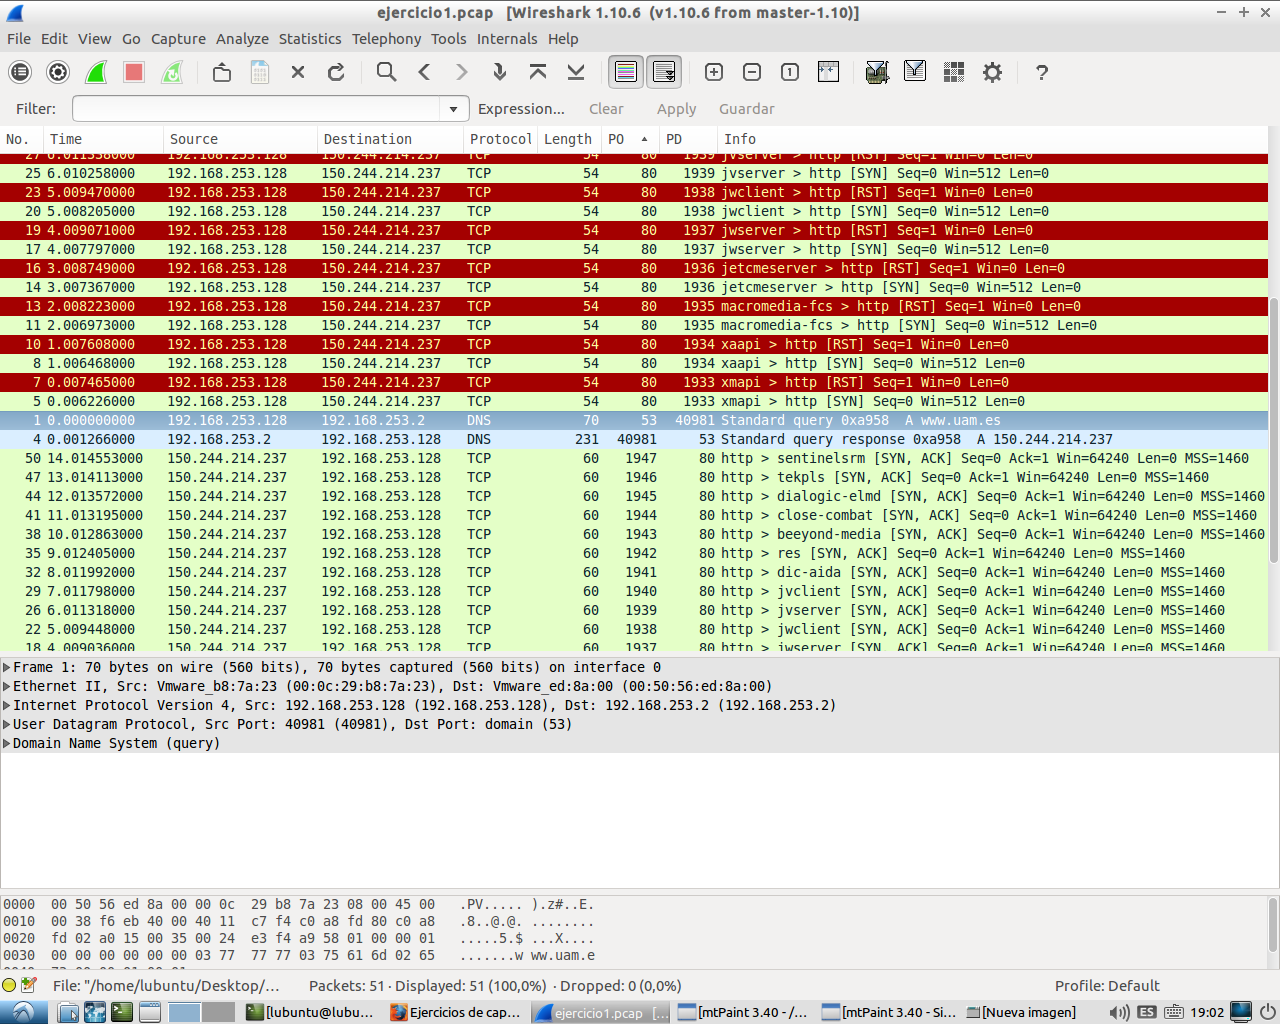 ejercicio1.pcap [Wireshark 1.10.6 (v1.10.6 from master-1.10)]
File Edit View Go Capture Analyze Statistics Telephony Tools Internals Help
Filter: Expression... Clear Apply Guardar
No. Time Source Destination Protocol Length PO PD Info
27 6.011338000 192.168.253.128 150.244.214.237 TCP 54 80 1939 jvserver > http [RST] Seq=1 Win=0 Len=0
25 6.010258000 192.168.253.128 150.244.214.237 TCP 54 80 1939 jvserver > http [SYN] Seq=0 Win=512 Len=0
23 5.009470000 192.168.253.128 150.244.214.237 TCP 54 80 1938 jwclient > http [RST] Seq=1 Win=0 Len=0
20 5.008205000 192.168.253.128 150.244.214.237 TCP 54 80 1938 jwclient > http [SYN] Seq=0 Win=512 Len=0
19 4.009071000 192.168.253.128 150.244.214.237 TCP 54 80 1937 jwserver > http [RST] Seq=1 Win=0 Len=0
17 4.007797000 192.168.253.128 150.244.214.237 TCP 54 80 1937 jwserver > http [SYN] Seq=0 Win=512 Len=0
16 3.008749000 192.168.253.128 150.244.214.237 TCP 54 80 1936 jetcmeserver > http [RST] Seq=1 Win=0 Len=0
14 3.007367000 192.168.253.128 150.244.214.237 TCP 54 80 1936 jetcmeserver > http [SYN] Seq=0 Win=512 Len=0
13 2.008223000 192.168.253.128 150.244.214.237 TCP 54 80 1935 macromedia-fcs > http [RST] Seq=1 Win=0 Len=0
11 2.006973000 192.168.253.128 150.244.214.237 TCP 54 80 1935 macromedia-fcs > http [SYN] Seq=0 Win=512 Len=0
10 1.007608000 192.168.253.128 150.244.214.237 TCP 54 80 1934 xaapi > http [RST] Seq=1 Win=0 Len=0
8 1.006468000 192.168.253.128 150.244.214.237 TCP 54 80 1934 xaapi > http [SYN] Seq=0 Win=512 Len=0
7 0.007465000 192.168.253.128 150.244.214.237 TCP 54 80 1933 xmapi > http [RST] Seq=1 Win=0 Len=0
5 0.006226000 192.168.253.128 150.244.214.237 TCP 54 80 1933 xmapi > http [SYN] Seq=0 Win=512 Len=0
1 0.000000000 192.168.253.128 192.168.253.2 DNS 70 53 40981 Standard query 0xa958 A www.uam.es
4 0.001266000 192.168.253.2 192.168.253.128 DNS 231 40981 53 Standard query response 0xa958 A 150.244.214.237
50 14.014553000 150.244.214.237 192.168.253.128 TCP 60 1947 80 http > sentinelsrm [SYN, ACK] Seq=0 Ack=1 Win=64240 Len=0 MSS=1460
47 13.014113000 150.244.214.237 192.168.253.128 TCP 60 1946 80 http > tekpls [SYN, ACK] Seq=0 Ack=1 Win=64240 Len=0 MSS=1460
44 12.013572000 150.244.214.237 192.168.253.128 TCP 60 1945 80 http > dialogic-elmd [SYN, ACK] Seq=0 Ack=1 Win=64240 Len=0 MSS=1460
41 11.013195000 150.244.214.237 192.168.253.128 TCP 60 1944 80 http > close-combat [SYN, ACK] Seq=0 Ack=1 Win=64240 Len=0 MSS=1460
38 10.012863000 150.244.214.237 192.168.253.128 TCP 60 1943 80 http > beeyond-media [SYN, ACK] Seq=0 Ack=1 Win=64240 Len=0 MSS=1460
35 9.012405000 150.244.214.237 192.168.253.128 TCP 60 1942 80 http > res [SYN, ACK] Seq=0 Ack=1 Win=64240 Len=0 MSS=1460
32 8.011992000 150.244.214.237 192.168.253.128 TCP 60 1941 80 http > dic-aida [SYN, ACK] Seq=0 Ack=1 Win=64240 Len=0 MSS=1460
29 7.011798000 150.244.214.237 192.168.253.128 TCP 60 1940 80 http > jvclient [SYN, ACK] Seq=0 Ack=1 Win=64240 Len=0 MSS=1460
26 6.011318000 150.244.214.237 192.168.253.128 TCP 60 1939 80 http > jvserver [SYN, ACK] Seq=0 Ack=1 Win=64240 Len=0 MSS=1460
22 5.009448000 150.244.214.237 192.168.253.128 TCP 60 1938 80 http > jwclient [SYN, ACK] Seq=0 Ack=1 Win=64240 Len=0 MSS=1460
18 4.009036000 150.244.214.237 192.168.253.128 TCP 60 1937 80 http > jwserver [SYN, ACK] Seq=0 Ack=1 Win=64240 Len=0 MSS=1460
Frame 1: 70 bytes on wire (560 bits), 70 bytes captured (560 bits) on interface 0
Ethernet II, Src: Vmware_b8:7a:23 (00:0c:29:b8:7a:23), Dst: Vmware_ed:8a:00 (00:50:56:ed:8a:00)
Internet Protocol Version 4, Src: 192.168.253.128 (192.168.253.128), Dst: 192.168.253.2 (192.168.253.2)
User Datagram Protocol, Src Port: 40981 (40981), Dst Port: domain (53)
Domain Name System (query)
0000 00 50 56 ed 8a 00 00 0c 29 b8 7a 23 08 00 45 00 .PV..... ).z#..E.
0010 00 38 f6 eb 40 00 40 11 c7 f4 c0 a8 fd 80 c0 a8 .8..@.@. ........
0020 fd 02 a0 15 00 35 00 24 e3 f4 a9 58 01 00 00 01 .....5.$ ...X....
0030 00 00 00 00 00 00 03 77 77 77 03 75 61 6d 02 65 .......w ww.uam.e
File: "/home/lubuntu/Desktop/... Packets: 51 · Displayed: 51 (100,0%) · Dropped: 0 (0,0%) Profile: Default
[lubuntu@lubu... Ejercicios de cap... ejercicio1.pcap [... [mtPaint 3.40 - /... [mtPaint 3.40 - Si... [Nueva imagen] ES 19:02